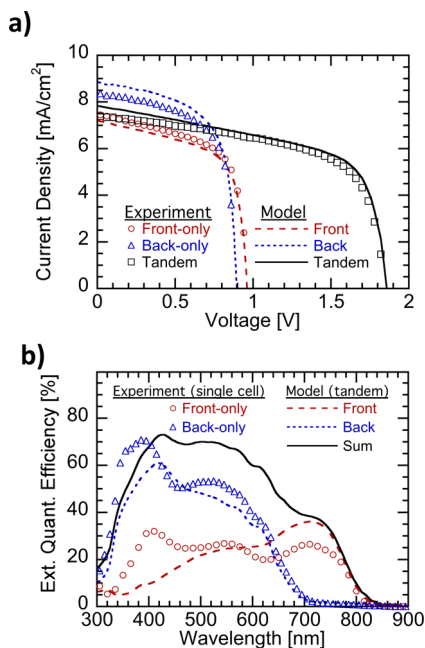 a)
Current Density [mA/cm²]
10
8
6
4
2
0
Experiment Model
Front-only Front
Back-only Back
Tandem Tandem
0 0.5 1 1.5 2
Voltage [V]
b)
Ext. Quant. Efficiency [%]
100
80
60
40
20
0
Experiment (single cell) Model (tandem)
Front-only Front
Back-only Back
Sum
300 400 500 600 700 800 900
Wavelength [nm]